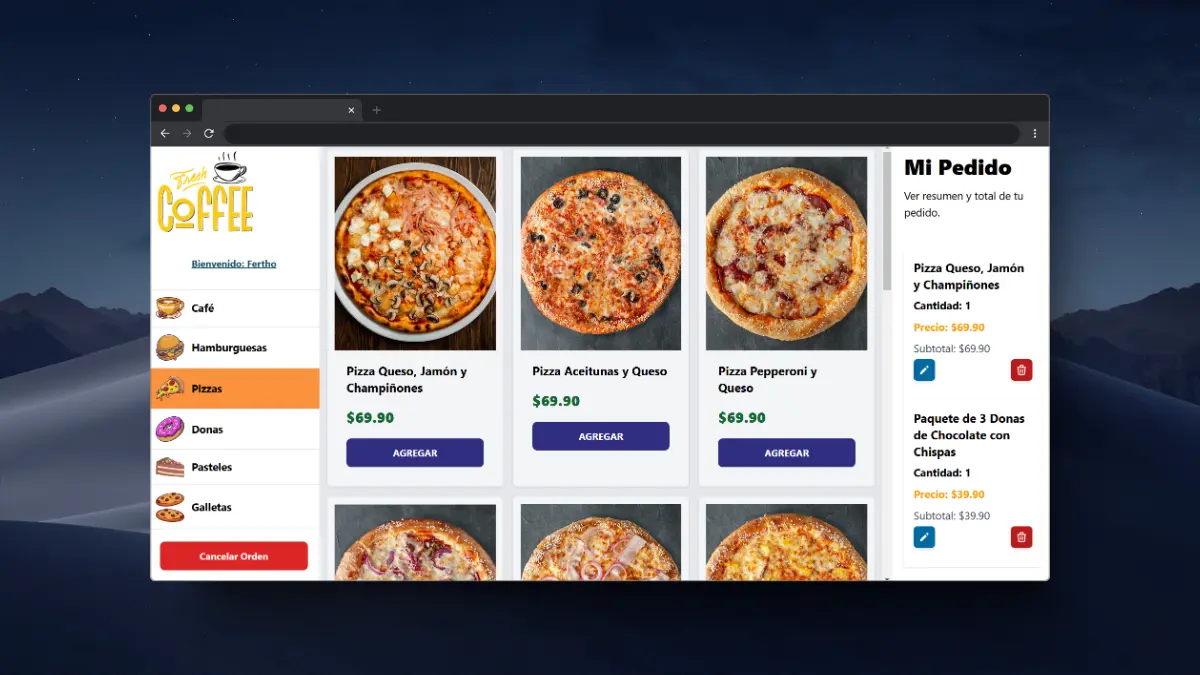 Fresh
COFFEE
Bienvenido: Fertho
Café
Hamburguesas
Pizzas
Donas
Pasteles
Galletas
Cancelar Orden
Pizza Queso, Jamón y
Champiñones
$69.90
AGREGAR
Pizza Aceitunas y Queso
$69.90
AGREGAR
Pizza Pepperoni y
Queso
$69.90
AGREGAR
Mi Pedido
Ver resumen y total de tu
pedido.
Pizza Queso, Jamón
y Champiñones
Cantidad: 1
Precio: $69.90
Subtotal: $69.90
Paquete de 3 Donas
de Chocolate con
Chispas
Cantidad: 1
Precio: $39.90
Subtotal: $39.90